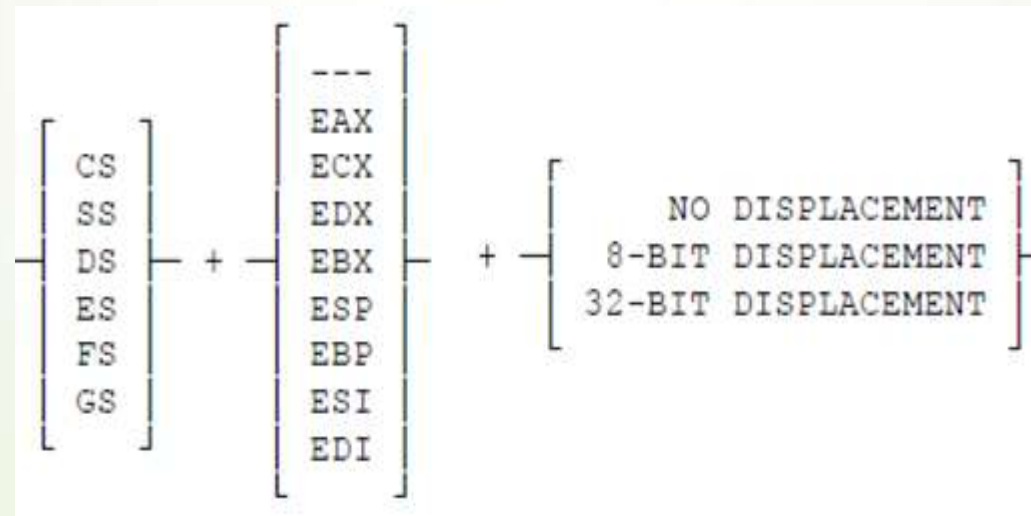 ---
EAX
CS ECX
SS EDX NO DISPLACEMENT
DS + EBX + 8-BIT DISPLACEMENT
ES ESP 32-BIT DISPLACEMENT
FS EBP
GS ESI
EDI